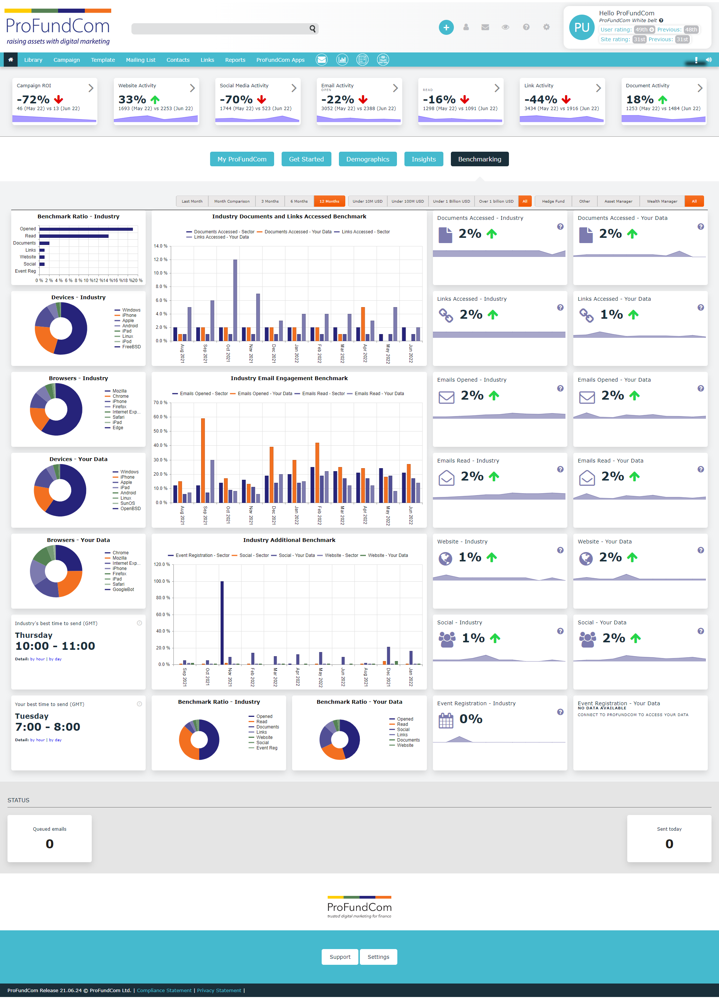 ProFundCom
raising assets with digital marketing
+
PU
Hello ProFundCom
ProFundCom White belt ?
User rating: 49th Previous: 48th
Site rating: 31st Previous: 31st
Library Campaign Template Mailing List Contacts Links Reports ProFundCom Apps
Campaign ROI
-72%
46 (May 22) vs 13 (Jun 22)
Website Activity
33%
1693 (May 22) vs 2253 (Jun 22)
Social Media Activity
-70%
1744 (May 22) vs 523 (Jun 22)
Email Activity
OPEN
-22%
3052 (May 22) vs 2388 (Jun 22)
READ
-16%
1298 (May 22) vs 1091 (Jun 22)
Link Activity
-44%
3434 (May 22) vs 1916 (Jun 22)
Document Activity
18%
1253 (May 22) vs 1484 (Jun 22)
My ProFundCom Get Started Demographics Insights Benchmarking
Last Month Month Comparison 3 Months 6 Months 12 Months Under 10M USD Under 100M USD Under 1 Billion USD Over 1 billion USD All Hedge Fund Other Asset Manager Wealth Manager All
Benchmark Ratio - Industry
Opened
Read
Documents
Links
Website
Social
Event Reg
0 % 2 % 4 % 6 % 8 % 10 % 12 % 14 % 16 % 18 % 20 %
Industry Documents and Links Accessed Benchmark
Documents Accessed - Sector Documents Accessed - Your Data Links Accessed - Sector
Links Accessed - Your Data
14.0 %
12.0 %
10.0 %
8.0 %
6.0 %
4.0 %
2.0 %
0.0 %
Aug 2021 Sep 2021 Oct 2021 Nov 2021 Dec 2021 Jan 2022 Feb 2022 Mar 2022 Apr 2022 May 2022 Jun 2022
Documents Accessed - Industry
2%
Documents Accessed - Your Data
2%
Devices - Industry
Windows
iPhone
Apple
Android
iPad
Linux
iPod
FreeBSD
Links Accessed - Industry
2%
Links Accessed - Your Data
1%
Browsers - Industry
Mozilla
Chrome
iPhone
Firefox
Internet Exp...
Safari
iPad
Edge
Industry Email Engagement Benchmark
Emails Opened - Sector Emails Opened - Your Data Emails Read - Sector Emails Read - Your Data
70.0 %
60.0 %
50.0 %
40.0 %
30.0 %
20.0 %
10.0 %
0.0 %
Aug 2021 Sep 2021 Oct 2021 Nov 2021 Dec 2021 Jan 2022 Feb 2022 Mar 2022 Apr 2022 May 2022 Jun 2022
Emails Opened - Industry
2%
Emails Opened - Your Data
2%
Devices - Your Data
Windows
iPhone
Apple
iPad
Android
Linux
SunOS
OpenBSD
Emails Read - Industry
2%
Emails Read - Your Data
2%
Browsers - Your Data
Chrome
Mozilla
Internet Exp...
iPhone
Firefox
iPad
Safari
GoogleBot
Industry Additional Benchmark
Event Registration - Sector Social - Sector Social - Your Data Website - Sector Website - Your Data
120.0 %
100.0 %
80.0 %
60.0 %
40.0 %
20.0 %
0.0 %
Sep 2021 Oct 2021 Nov 2021 Feb 2022 Mar 2022 Apr 2022 May 2022 Jun 2022 Aug 2021 Dec 2021 Jan 2022
Website - Industry
1%
Website - Your Data
2%
Industry's best time to send (GMT)
Thursday
10:00 - 11:00
Detail: by hour | by day
Social - Industry
1%
Social - Your Data
2%
Your best time to send (GMT)
Tuesday
7:00 - 8:00
Detail: by hour | by day
Benchmark Ratio - Industry
Opened
Read
Documents
Links
Website
Social
Event Reg
Benchmark Ratio - Your Data
Opened
Read
Social
Links
Documents
Website
Event Registration - Industry
0%
Event Registration - Your Data
NO DATA AVAILABLE
CONNECT TO PROFUNDCOM TO ACCESS YOUR DATA
STATUS
Queued emails
0
Sent today
0
ProFundCom
trusted digital marketing for finance
Support Settings
ProFundCom Release 21.06.24 © ProFundCom Ltd. | Compliance Statement | Privacy Statement |